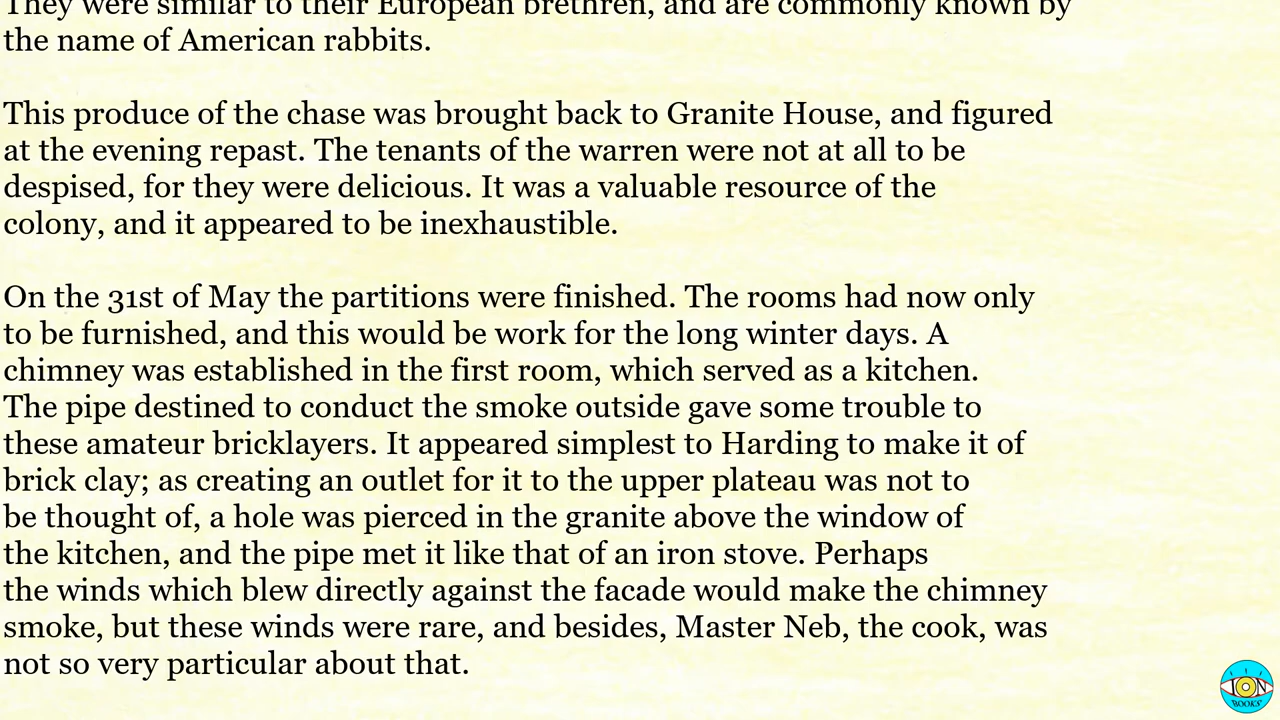 They were similar to their European brethren, and are commonly known by
the name of American rabbits.
This produce of the chase was brought back to Granite House, and figured
at the evening repast. The tenants of the warren were not at all to be
despised, for they were delicious. It was a valuable resource of the
colony, and it appeared to be inexhaustible.
On the 31st of May the partitions were finished. The rooms had now only
to be furnished, and this would be work for the long winter days. A
chimney was established in the first room, which served as a kitchen.
The pipe destined to conduct the smoke outside gave some trouble to
these amateur bricklayers. It appeared simplest to Harding to make it of
brick clay; as creating an outlet for it to the upper plateau was not to
be thought of, a hole was pierced in the granite above the window of
the kitchen, and the pipe met it like that of an iron stove. Perhaps
the winds which blew directly against the facade would make the chimney
smoke, but these winds were rare, and besides, Master Neb, the cook, was
not so very particular about that.
ION
BOOKS